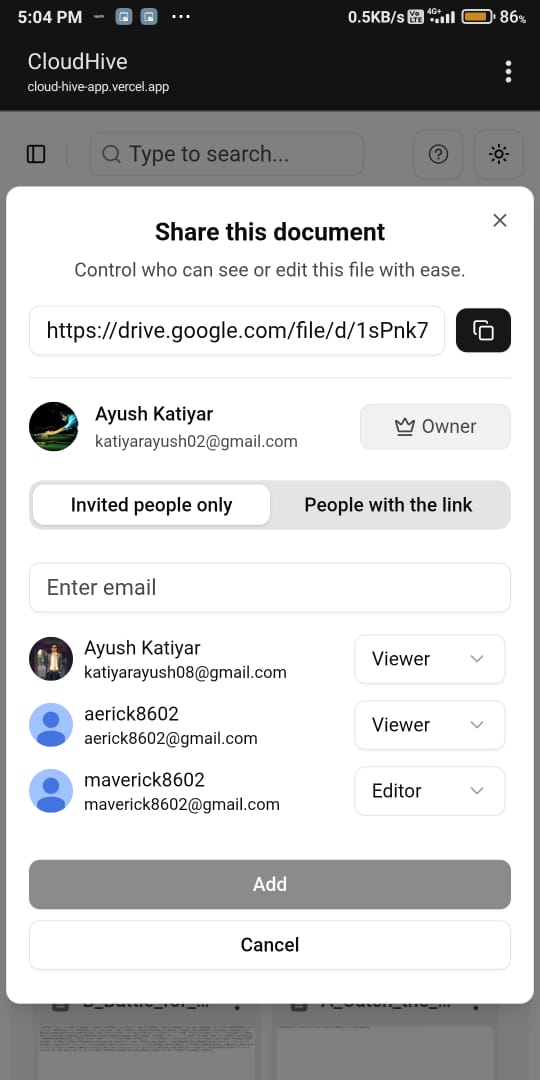 5:04 PM
0.5KB/s
Vo LTE
4G+
86%
CloudHive
cloud-hive-app.vercel.app
Type to search...
Share this document
Control who can see or edit this file with ease.
https://drive.google.com/file/d/1sPnk7
Ayush Katiyar
katiyarayush02@gmail.com
Owner
Invited people only
People with the link
Enter email
Ayush Katiyar
katiyarayush08@gmail.com
Viewer
aerick8602
aerick8602@gmail.com
Viewer
maverick8602
maverick8602@gmail.com
Editor
Add
Cancel